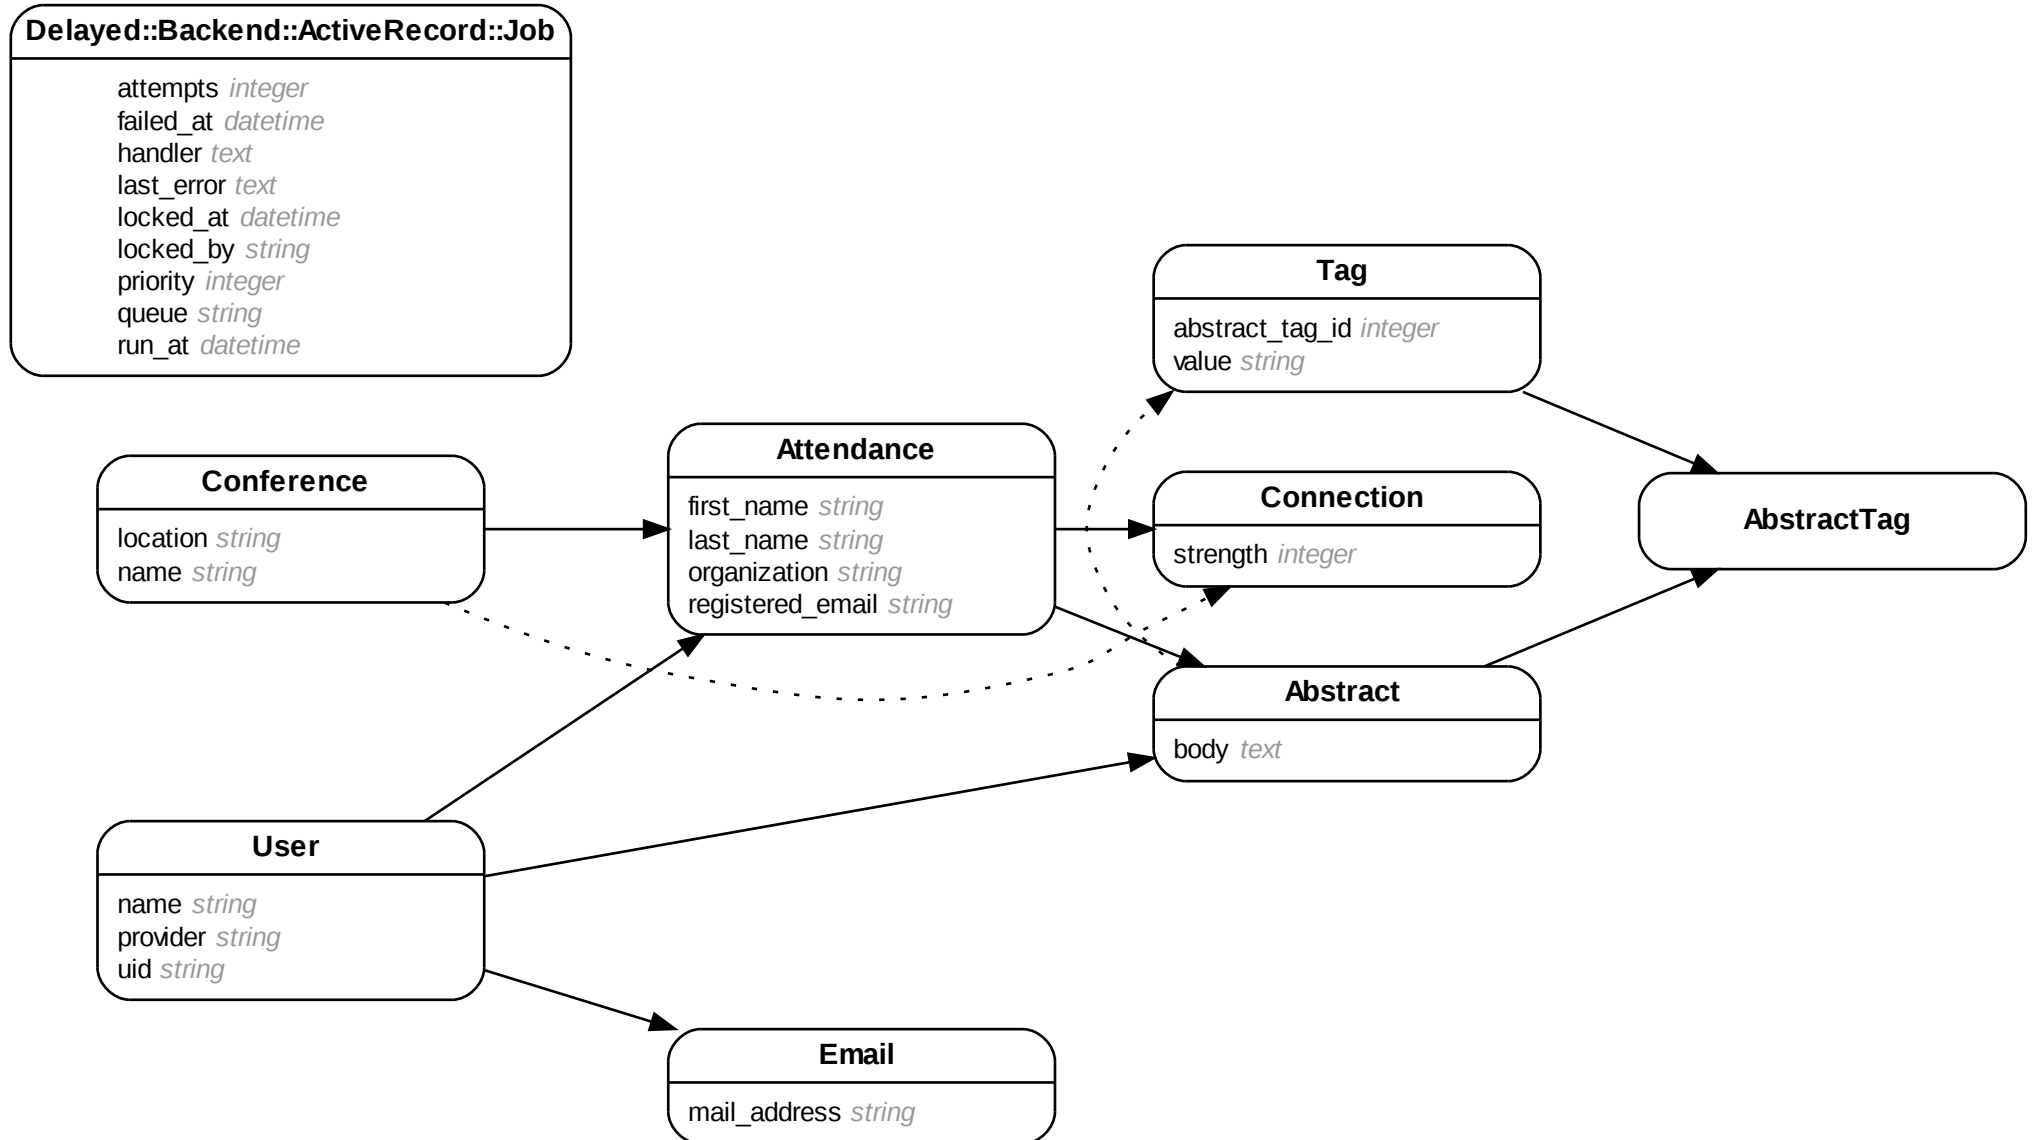 Delayed::Backend::ActiveRecord::Job
attempts integer
failed_at datetime
handler text
last_error text
locked_at datetime
locked_by string
priority integer
queue string
run_at datetime
Tag
abstract_tag_id integer
value string
Attendance
first_name string
last_name string
organization string
registered_email string
Conference
location string
name string
Connection
strength integer
AbstractTag
Abstract
body text
User
name string
provider string
uid string
Email
mail_address string